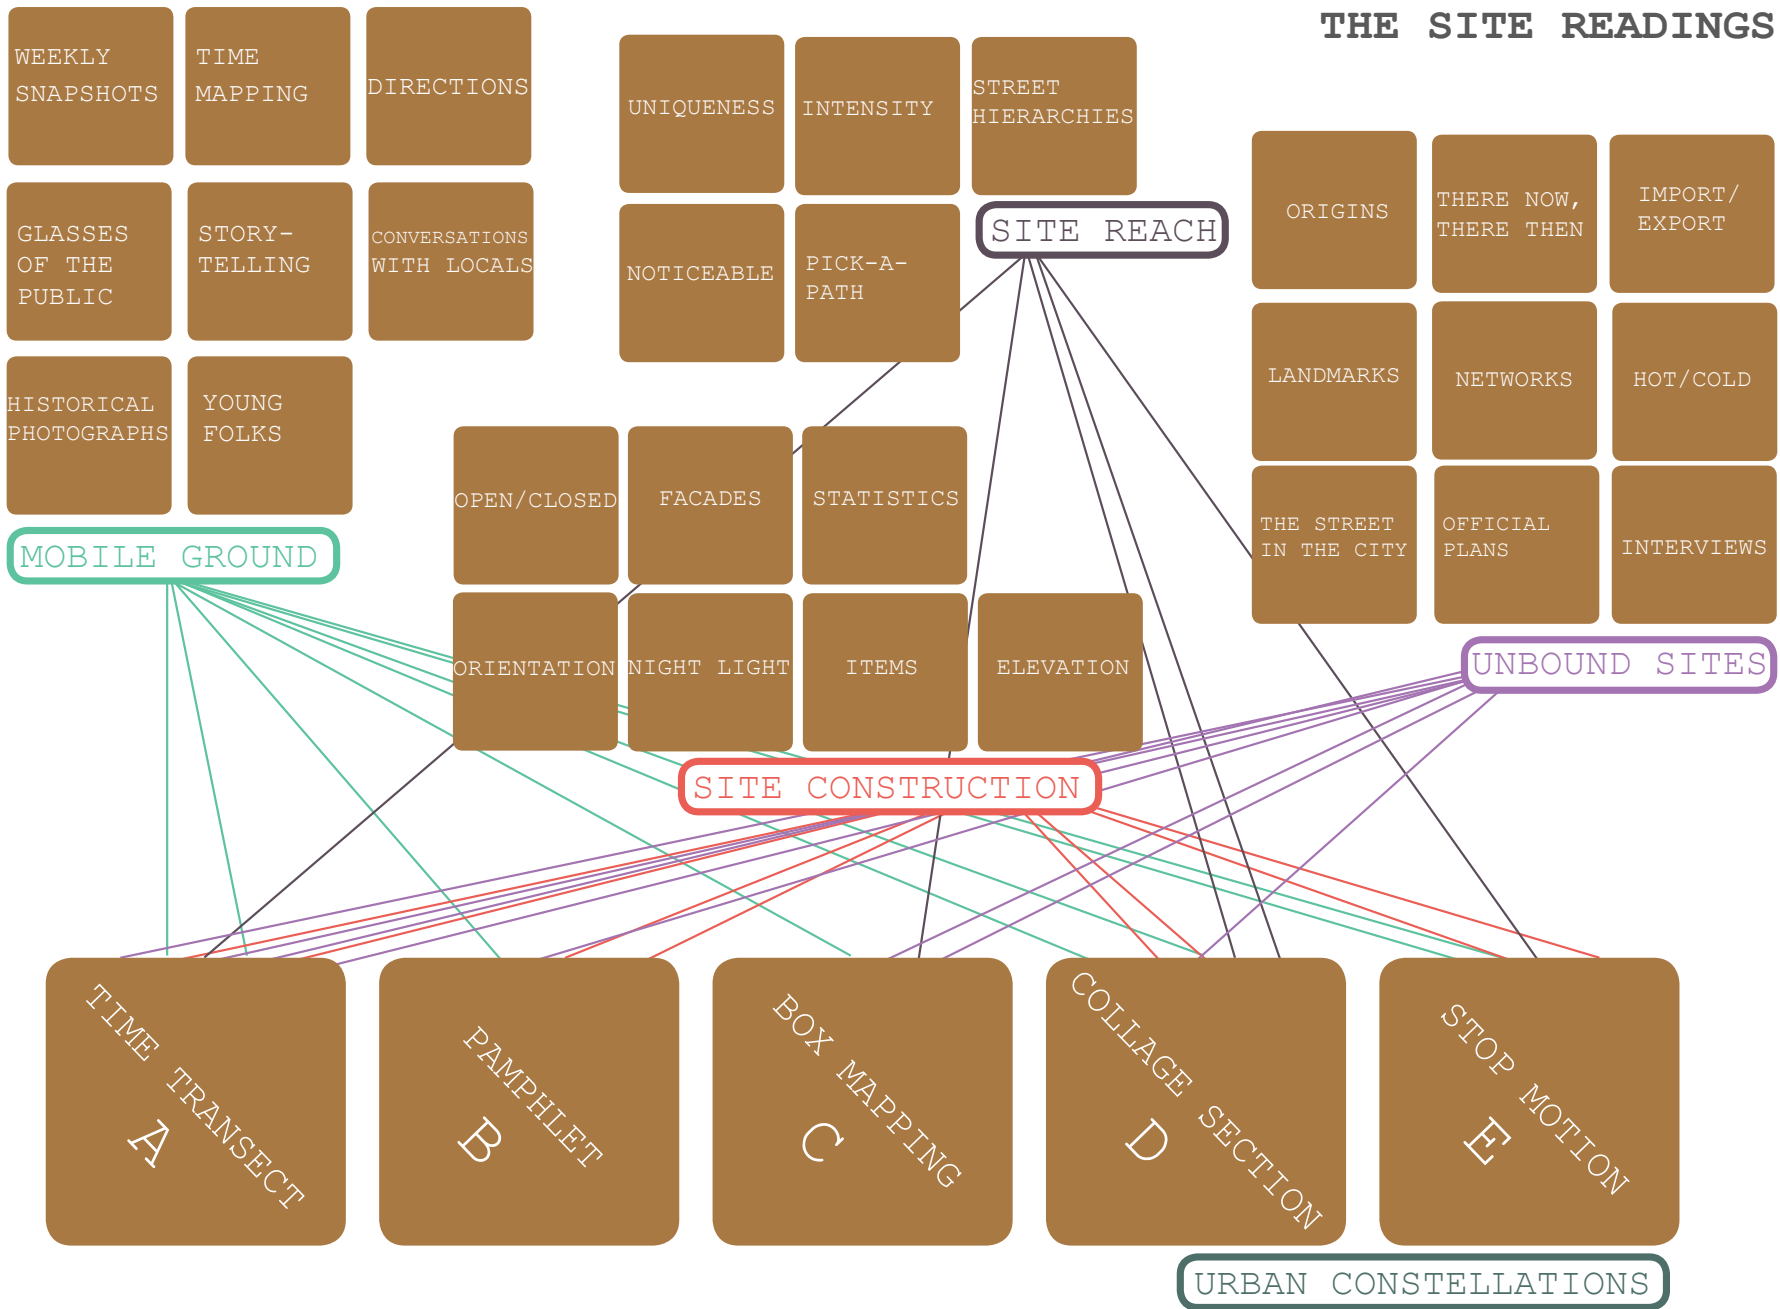 THE SITE READINGS
WEEKLY
SNAPSHOTS
TIME
MAPPING
DIRECTIONS
GLASSES
OF THE
PUBLIC
STORY-
TELLING
CONVERSATIONS
WITH LOCALS
HISTORICAL
PHOTOGRAPHS
YOUNG
FOLKS
MOBILE GROUND
UNIQUENESS
INTENSITY
STREET
HIERARCHIES
NOTICEABLE
PICK-A-
PATH
SITE REACH
ORIGINS
THERE NOW,
THERE THEN
IMPORT/
EXPORT
LANDMARKS
NETWORKS
HOT/COLD
THE STREET
IN THE CITY
OFFICIAL
PLANS
INTERVIEWS
UNBOUND SITES
OPEN/CLOSED
FACADES
STATISTICS
ORIENTATION
NIGHT LIGHT
ITEMS
ELEVATION
SITE CONSTRUCTION
TIME TRANSECT
A
PAMPHLET
B
BOX MAPPING
C
COLLAGE SECTION
D
STOP MOTION
E
URBAN CONSTELLATIONS